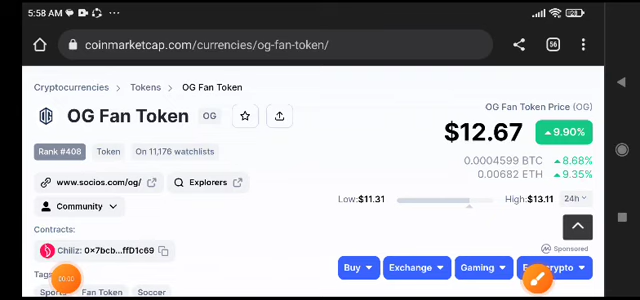 5:58 AM
coinmarketcap.com/currencies/og-fan-token/
56
Cryptocurrencies > Tokens > OG Fan Token
OG Fan Token OG
OG Fan Token Price (OG)
$12.67 9.90%
Rank #408 Token On 11,176 watchlists
0.0004599 BTC 8.68%
0.00682 ETH 9.35%
www.socios.com/og/ Explorers
Low:$11.31 High:$13.11 24h
Community
Contracts:
Sponsored
Chiliz: 0x7bcb...ffD1c69
Buy Exchange Gaming
Tags
00:00
Fan Token Soccer